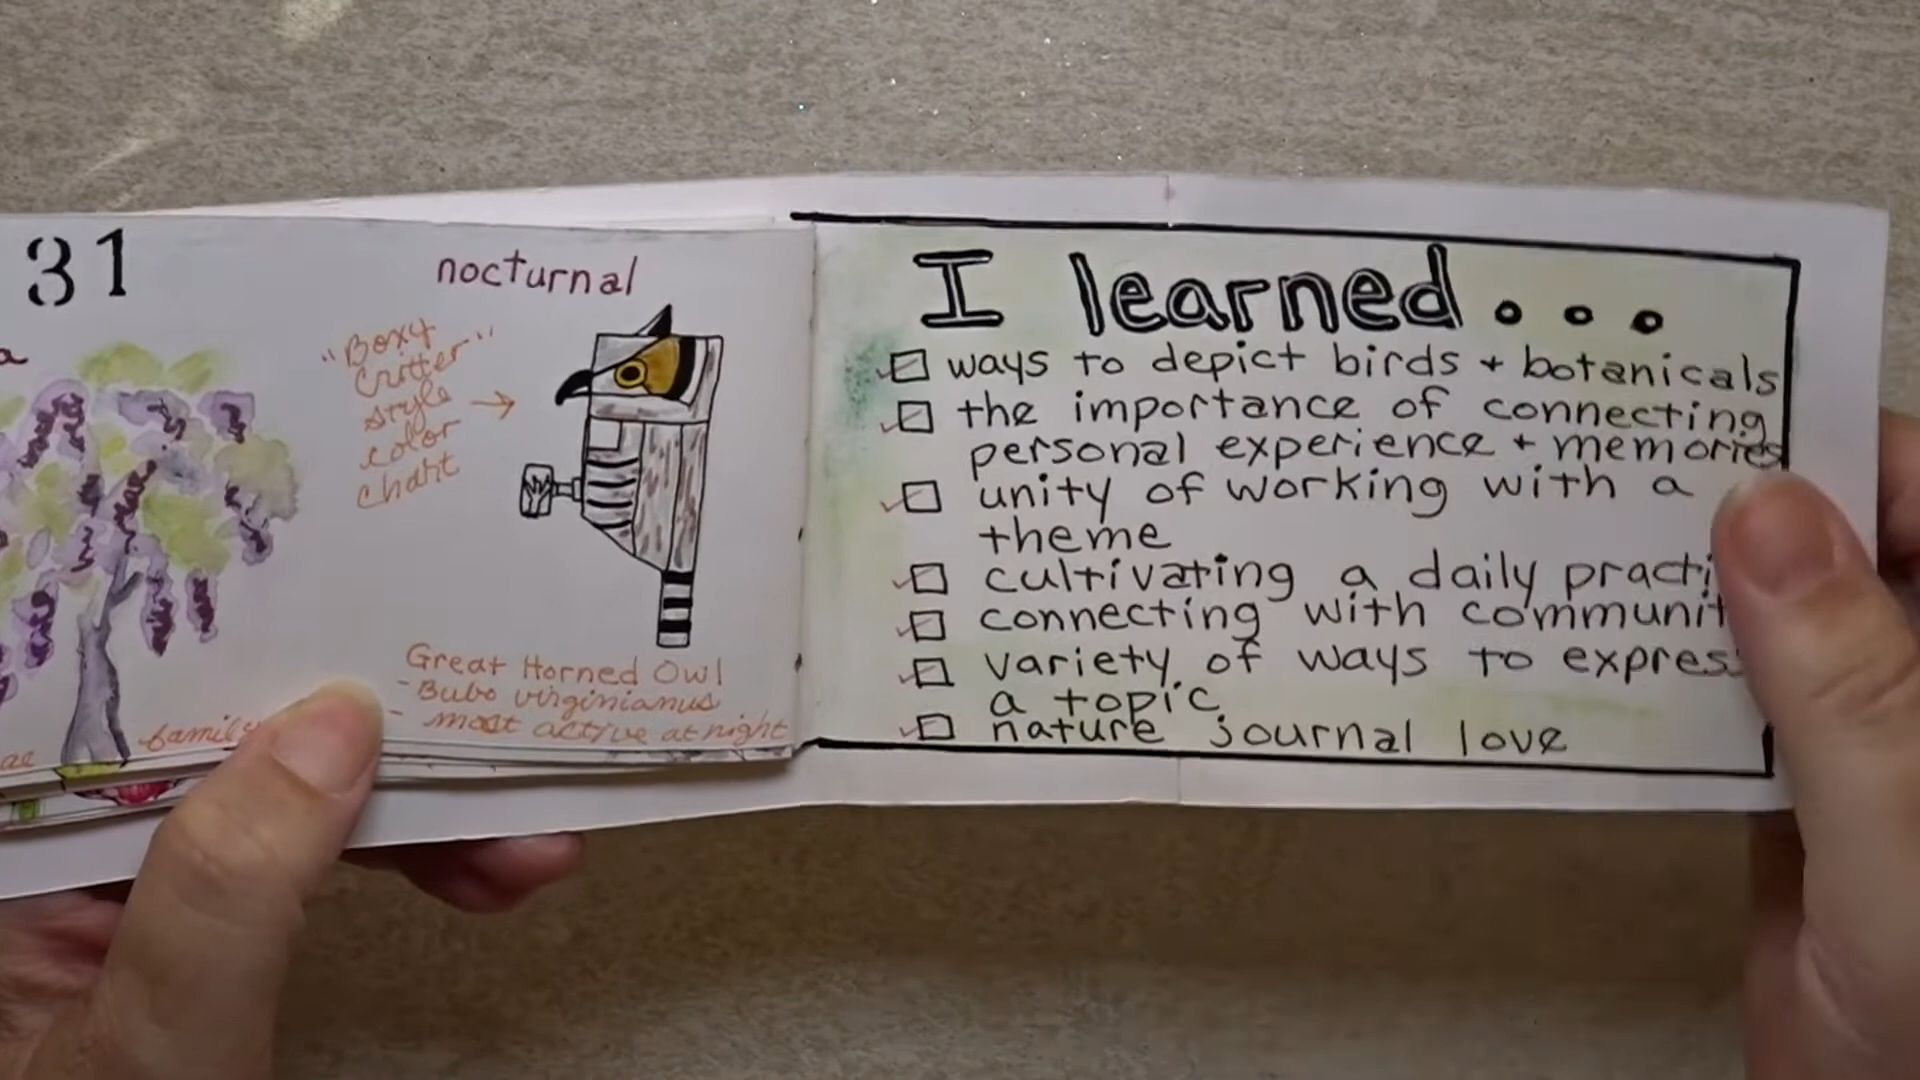 31
nocturnal
a
"Boxy
Critter"
style
color
chart
Great Horned Owl
- Bubo virginianus
- most active at night
family
ae
I learned...
ways to depict birds + botanicals
the importance of connecting
personal experience + memories
unity of working with a
theme
cultivating a daily practi
connecting with communit
variety of ways to expres
a topic
nature journal love